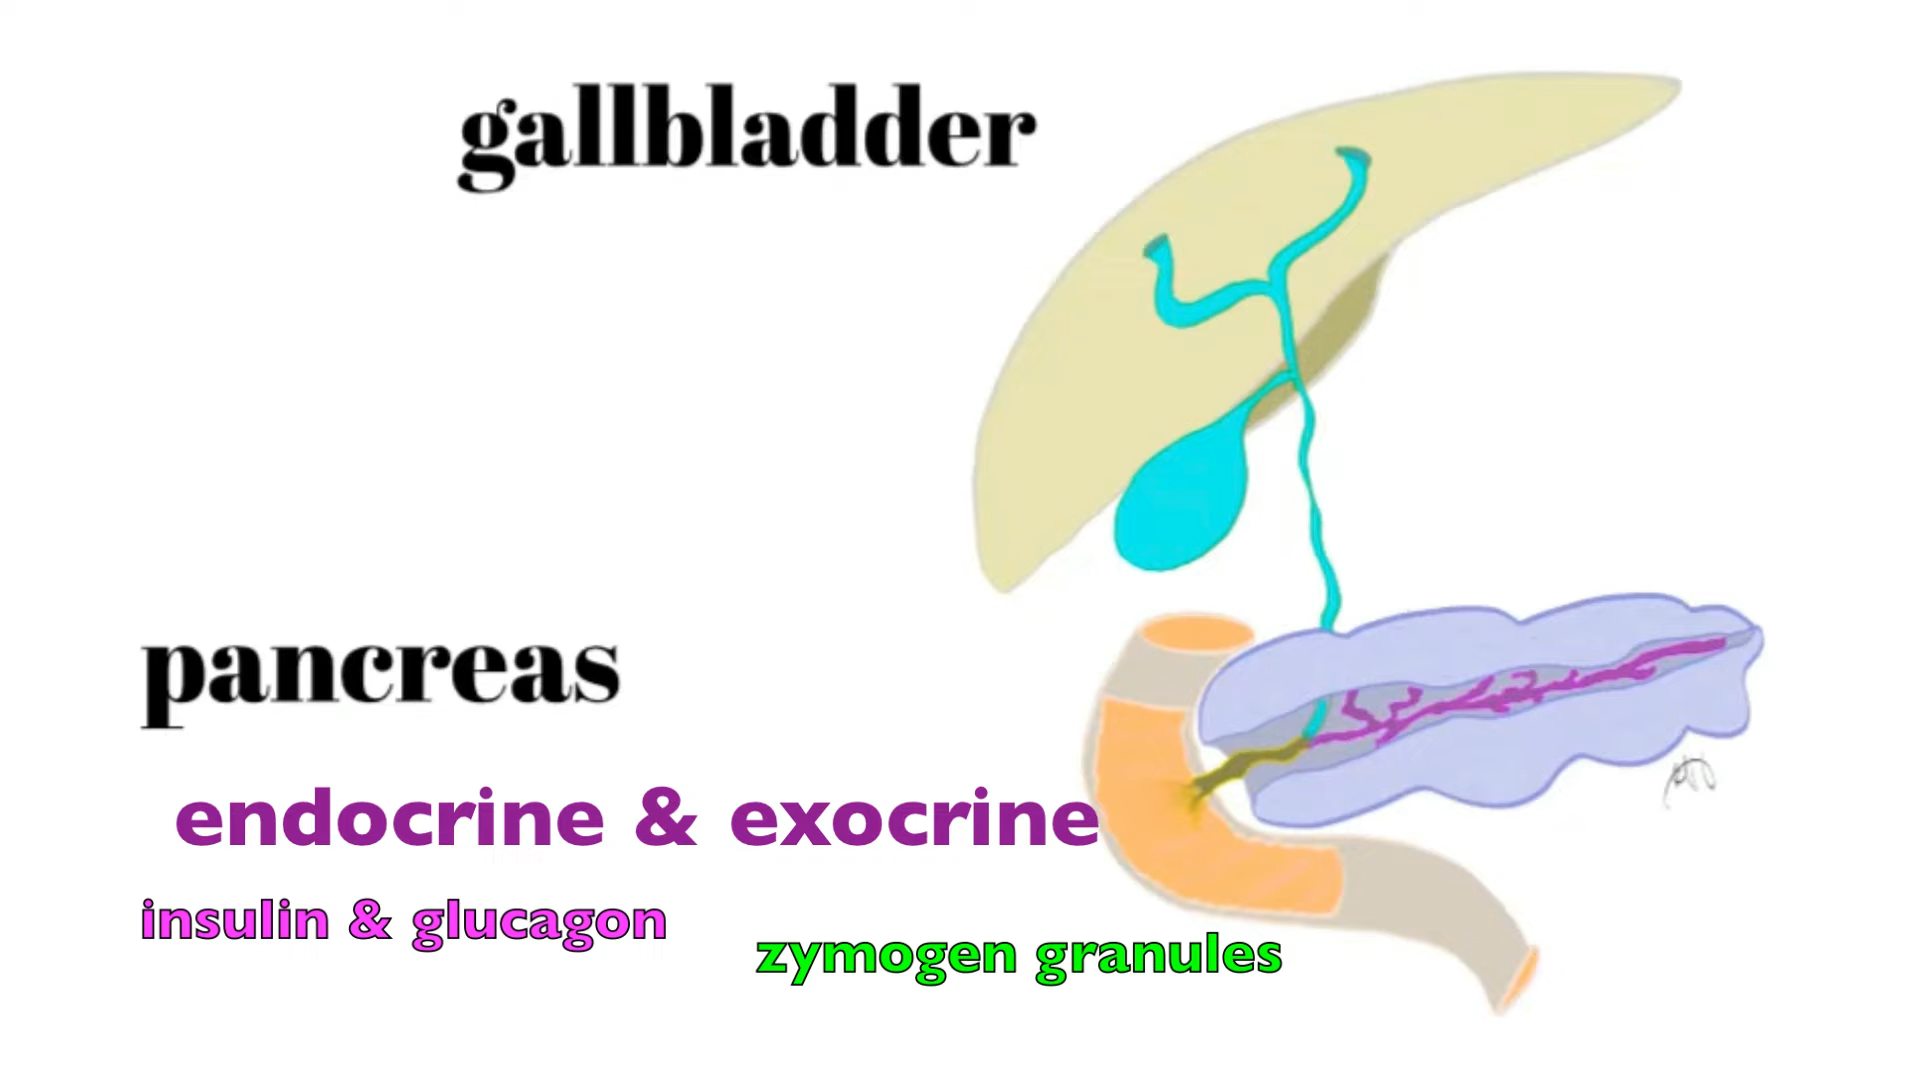 gallbladder
pancreas
endocrine & exocrine
insulin & glucagon
zymogen granules